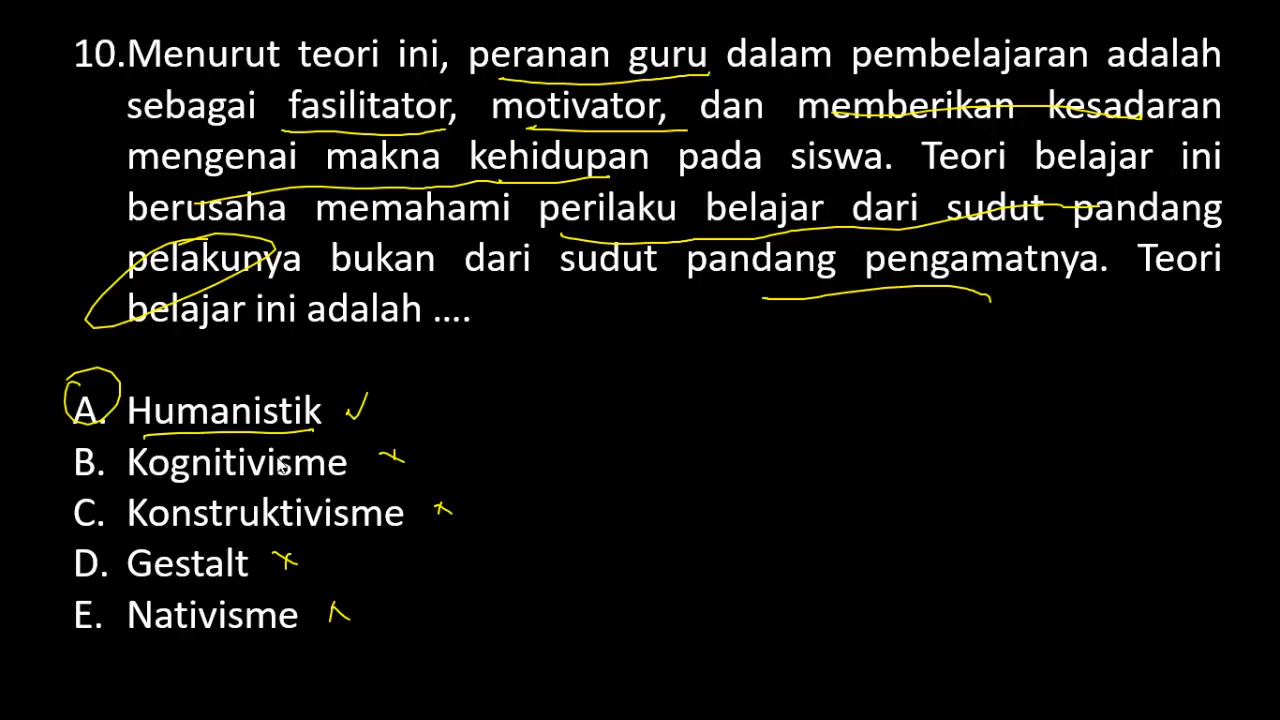 10.Menurut teori ini, peranan guru dalam pembelajaran adalah
sebagai fasilitator, motivator, dan memberikan kesadaran
mengenai makna kehidupan pada siswa. Teori belajar ini
berusaha memahami perilaku belajar dari sudut pandang
pelakunya bukan dari sudut pandang pengamatnya. Teori
belajar ini adalah ....
A. Humanistik
B. Kognitivisme
C. Konstruktivisme
D. Gestalt
E. Nativisme